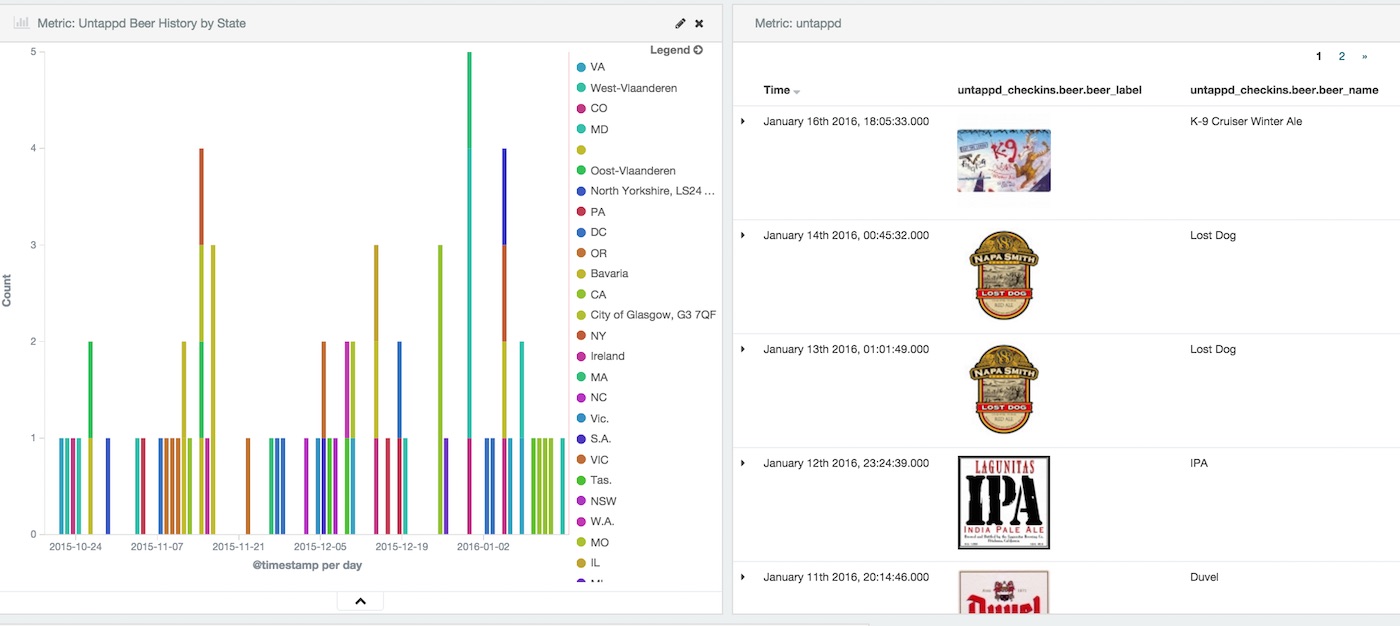 Metric: Untappd Beer History by State
Legend
5
4
3
2
1
0
Count
2015-10-24 2015-11-07 2015-11-21 2015-12-05 2015-12-19 2016-01-02
@timestamp per day
VA
West-Vlaanderen
CO
MD
Oost-Vlaanderen
North Yorkshire, LS24 ...
PA
DC
OR
Bavaria
CA
City of Glasgow, G3 7QF
NY
Ireland
MA
NC
Vic.
S.A.
VIC
Tas.
NSW
W.A.
MO
IL
Metric: untappd
1 2 »
Time untappd_checkins.beer.beer_label untappd_checkins.beer.beer_name
January 16th 2016, 18:05:33.000 K-9 Cruiser Winter Ale
K-9
January 14th 2016, 00:45:32.000 Lost Dog
NAPA SMITH
LOST DOG
January 13th 2016, 01:01:49.000 Lost Dog
NAPA SMITH
LOST DOG
January 12th 2016, 23:24:39.000 IPA
LAGUNITAS
IPA
INDIA PALE ALE
January 11th 2016, 20:14:46.000 Duvel
Duvel